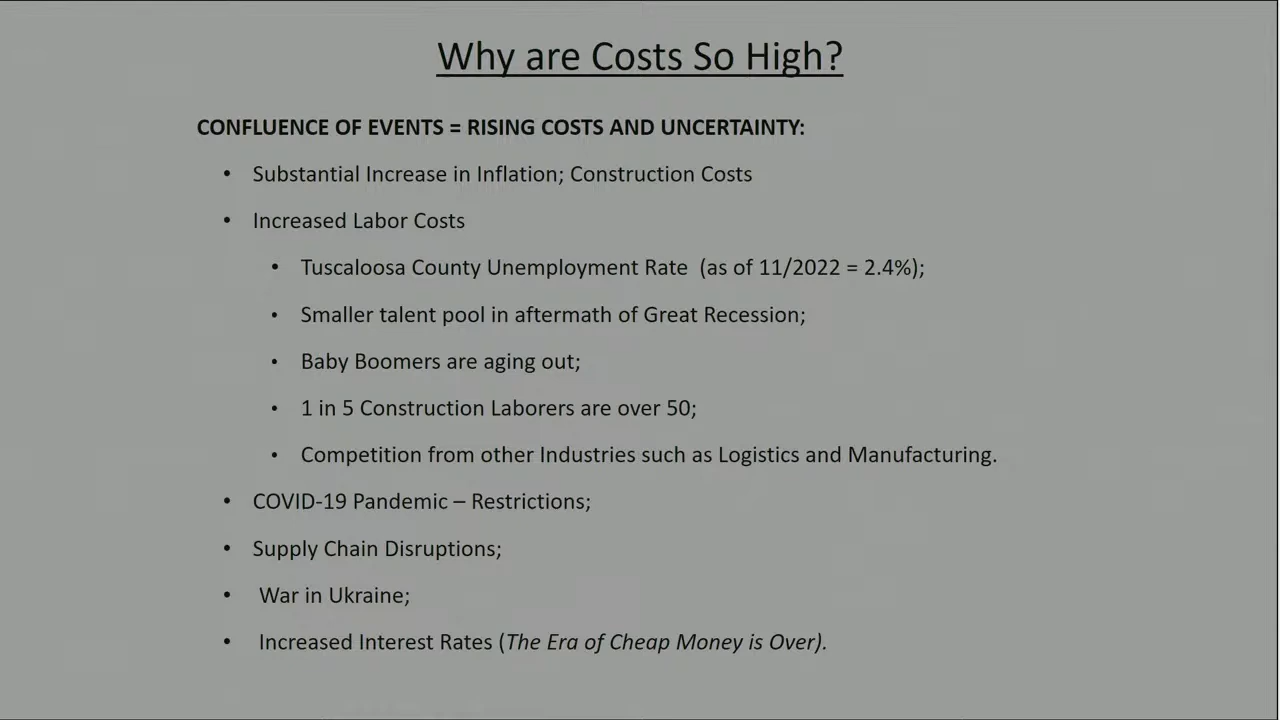 Why are Costs So High?
CONFLUENCE OF EVENTS = RISING COSTS AND UNCERTAINTY:
• Substantial Increase in Inflation; Construction Costs
• Increased Labor Costs
• Tuscaloosa County Unemployment Rate  (as of 11/2022 = 2.4%);
• Smaller talent pool in aftermath of Great Recession;
• Baby Boomers are aging out;
• 1 in 5 Construction Laborers are over 50;
• Competition from other Industries such as Logistics and Manufacturing.
• COVID-19 Pandemic – Restrictions;
• Supply Chain Disruptions;
• War in Ukraine;
• Increased Interest Rates (The Era of Cheap Money is Over).